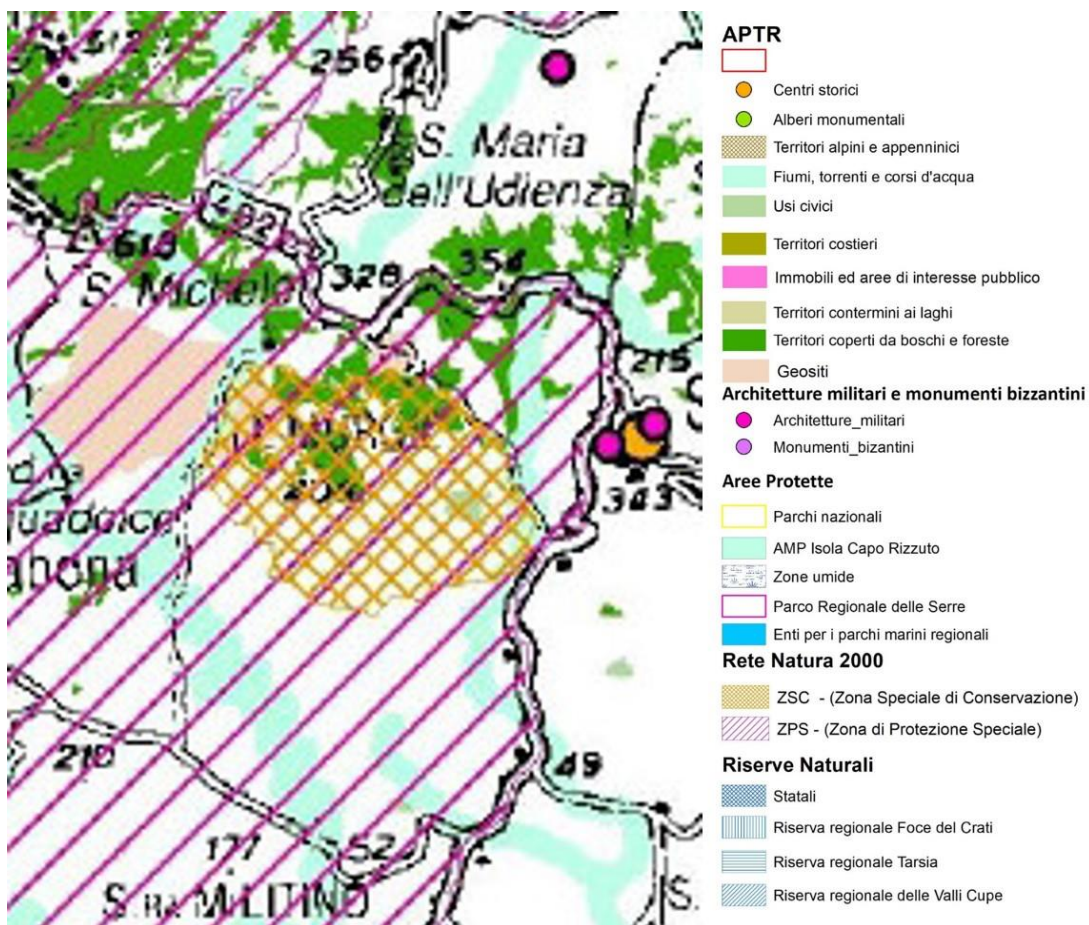 256
S. Maria
dell'Udienza
618
S. Michele
328
354
215
343
210
49
171
52
S.RA MILITINO
S.
APTR
Centri storici
Alberi monumentali
Territori alpini e appenninici
Fiumi, torrenti e corsi d'acqua
Usi civici
Territori costieri
Immobili ed aree di interesse pubblico
Territori contermini ai laghi
Territori coperti da boschi e foreste
Geositi
Architetture militari e monumenti bizantini
Architetture_militari
Monumenti_bizantini
Aree Protette
Parchi nazionali
AMP Isola Capo Rizzuto
Zone umide
Parco Regionale delle Serre
Enti per i parchi marini regionali
Rete Natura 2000
ZSC - (Zona Speciale di Conservazione)
ZPS - (Zona di Protezione Speciale)
Riserve Naturali
Statali
Riserva regionale Foce del Crati
Riserva regionale Tarsia
Riserva regionale delle Valli Cupe